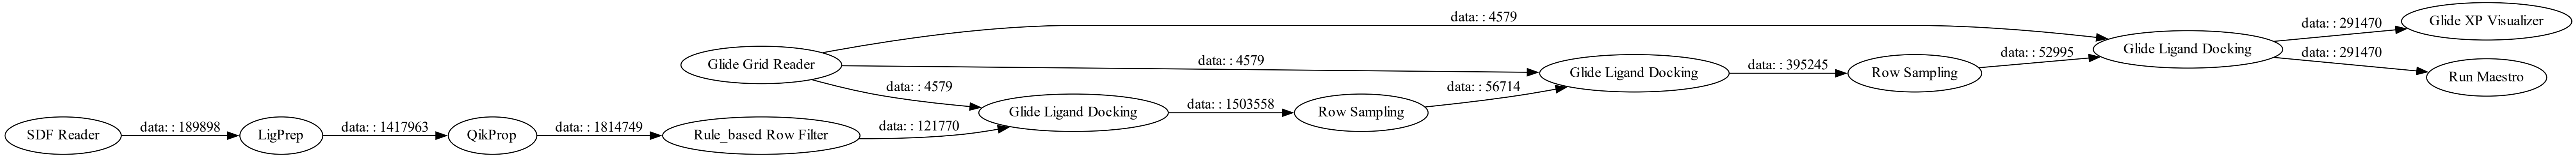 SDF Reader
data: : 189898
LigPrep
data: : 1417963
QikProp
data: : 1814749
Rule_based Row Filter
data: : 121770
Glide Grid Reader
data: : 4579
data: : 4579
data: : 4579
Glide Ligand Docking
data: : 1503558
Row Sampling
data: : 56714
Glide Ligand Docking
data: : 395245
Row Sampling
data: : 52995
Glide Ligand Docking
data: : 291470
data: : 291470
Glide XP Visualizer
Run Maestro